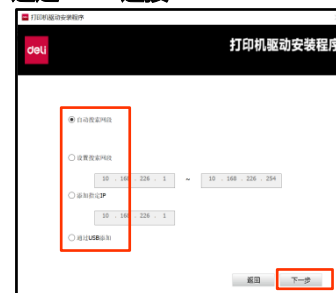 打印机驱动安装程序
deli
打印机驱动安装程序
自动搜索网段
设置搜索网段
10 . 168 . 226 . 1 ~ 10 . 168 . 226 . 254
添加指定IP
10 . 168 . 226 . 1
通过USB添加
返回 下一步